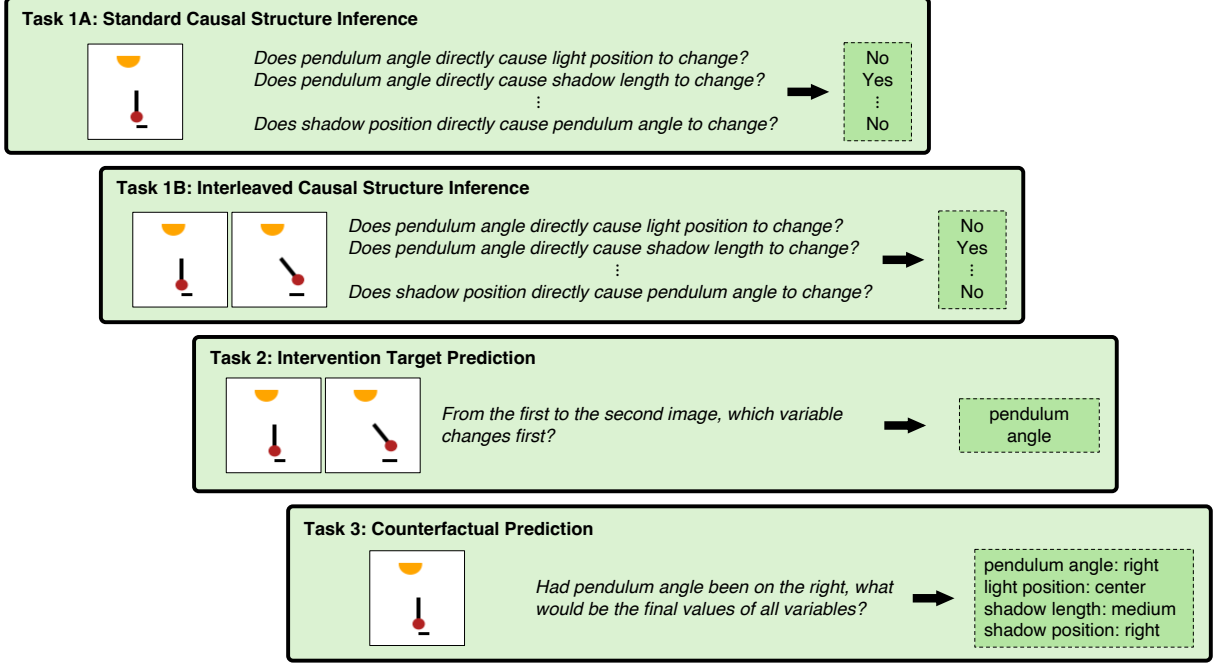 Task 1A: Standard Causal Structure Inference
Does pendulum angle directly cause light position to change?
Does pendulum angle directly cause shadow length to change?
⋮
Does shadow position directly cause pendulum angle to change?
No
Yes
⋮
No
Task 1B: Interleaved Causal Structure Inference
Does pendulum angle directly cause light position to change?
Does pendulum angle directly cause shadow length to change?
⋮
Does shadow position directly cause pendulum angle to change?
No
Yes
⋮
No
Task 2: Intervention Target Prediction
From the first to the second image, which variable
changes first?
pendulum
angle
Task 3: Counterfactual Prediction
Had pendulum angle been on the right, what
would be the final values of all variables?
pendulum angle: right
light position: center
shadow length: medium
shadow position: right